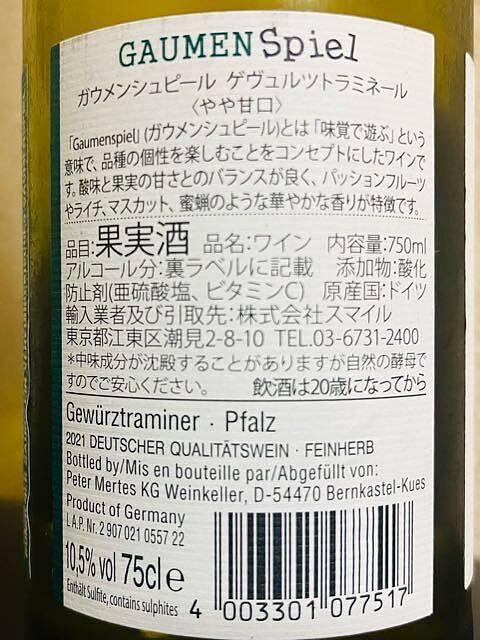 GAUMENSpiel
ガウメンシュピール ゲヴュルツトラミネール
〈やや甘口〉
「Gaumenspiel」(ガウメンシュピール)とは「味覚で遊ぶ」という
意味で、品種の個性を楽しむことをコンセプトにしたワインで
す。酸味と果実の甘さとのバランスが良く、パッションフルーツ
やライチ、マスカット、蜜蝋のような華やかな香りが特徴です。
品目:果実酒 品名:ワイン 内容量:750ml
アルコール分:裏ラベルに記載 添加物:酸化
防止剤(亜硫酸塩、ビタミンC) 原産国:ドイツ
輸入業者及び引取先:株式会社スマイル
東京都江東区潮見2-8-10 TEL.03-6731-2400
*中味成分が沈殿することがありますが自然の酵母で
すのでご安心ください。 飲酒は20歳になってから
Gewürztraminer · Pfalz
2021 DEUTSCHER QUALITÄTSWEIN · FEINHERB
Bottled by/Mis en bouteille par/Abgefüllt von:
Peter Mertes KG Weinkeller, D-54470 Bernkastel-Kues
Product of Germany
L A.P. Nr. 2 907 021 0557 22
10,5% vol 75cl e
Enthält Sulfite, contains sulphites
4 003301 077517